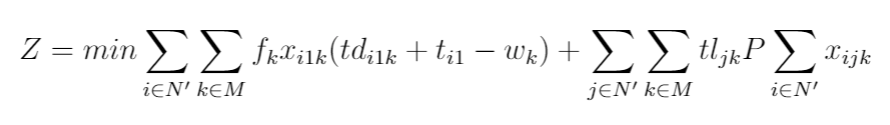 Z = min ∑_{i∈N′} ∑_{k∈M} f_k x_{i1k}(td_{i1k} + t_{i1} − w_k) + ∑_{j∈N′} ∑_{k∈M} tl_{jk} P ∑_{i∈N′} x_{ijk}